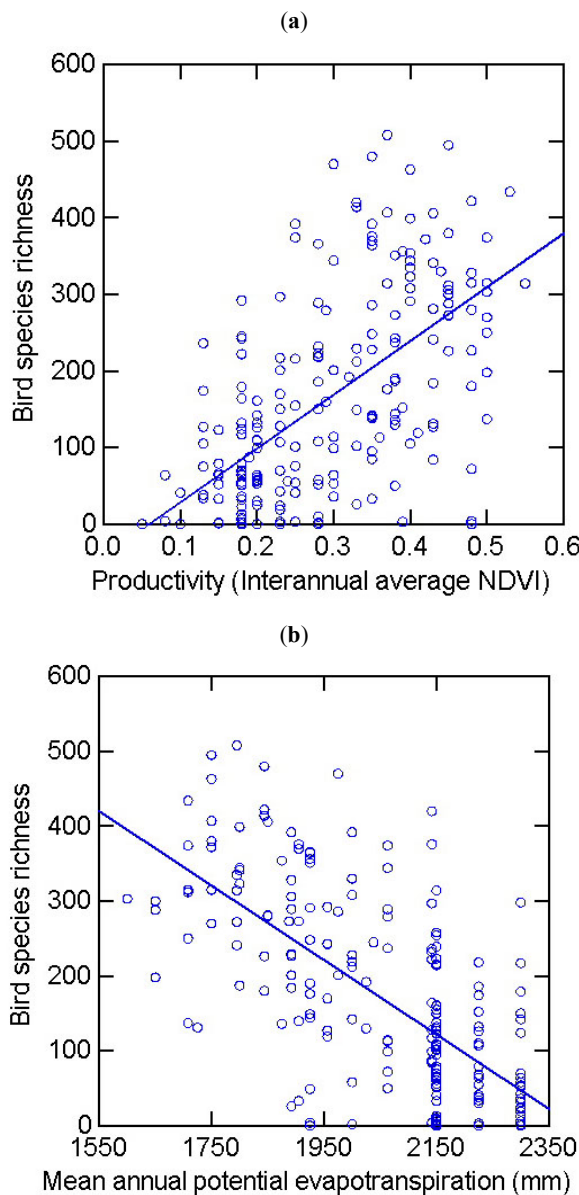 (a)
600
500
400
300
200
100
0
Bird species richness
0.0 0.1 0.2 0.3 0.4 0.5 0.6
Productivity (Interannual average NDVI)
(b)
600
500
400
300
200
100
0
Bird species richness
1550 1750 1950 2150 2350
Mean annual potential evapotranspiration (mm)